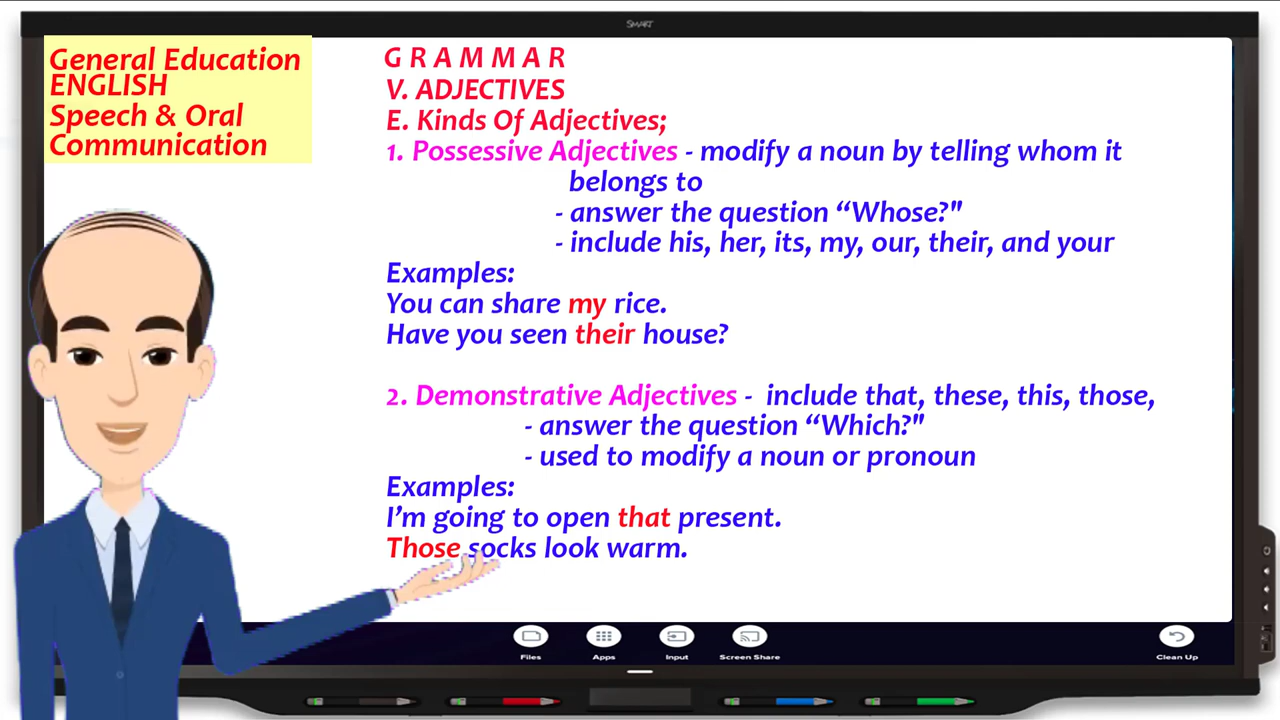 SMART
General Education
ENGLISH
Speech & Oral
Communication
G R A M M A R
V. ADJECTIVES
E. Kinds Of Adjectives;
1. Possessive Adjectives - modify a noun by telling whom it
belongs to
- answer the question “Whose?"
- include his, her, its, my, our, their, and your
Examples:
You can share my rice.
Have you seen their house?
2. Demonstrative Adjectives -  include that, these, this, those,
- answer the question “Which?"
- used to modify a noun or pronoun
Examples:
I’m going to open that present.
Those socks look warm.
Files
Apps
Input
Screen Share
Clean Up